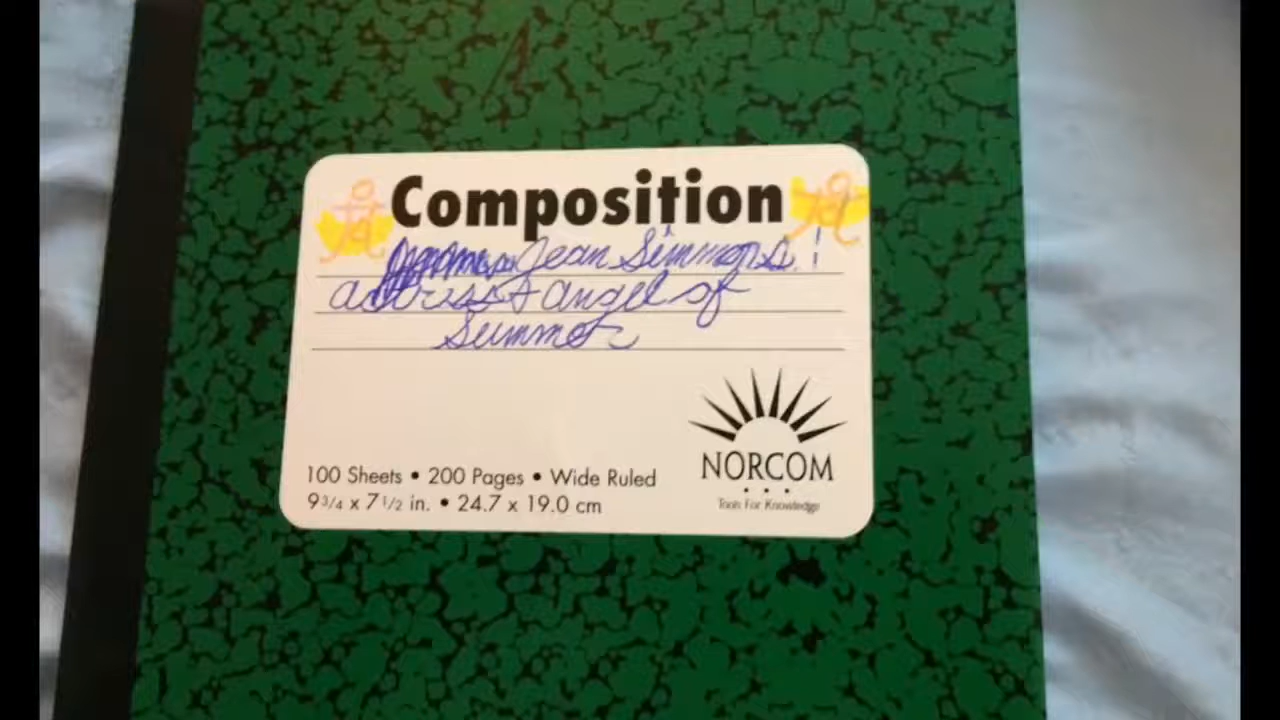 Composition
Jean Simmons!
actress & angel of
Summer
100 Sheets • 200 Pages • Wide Ruled
9 3/4 x 7 1/2 in. • 24.7 x 19.0 cm
NORCOM
Tools For Knowledge